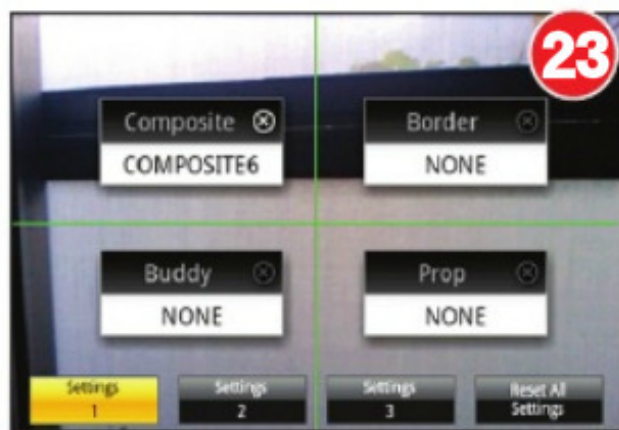 23
Composite
COMPOSITE6
Border
NONE
Buddy
NONE
Prop
NONE
Settings
1
Settings
2
Settings
3
Reset All
Settings